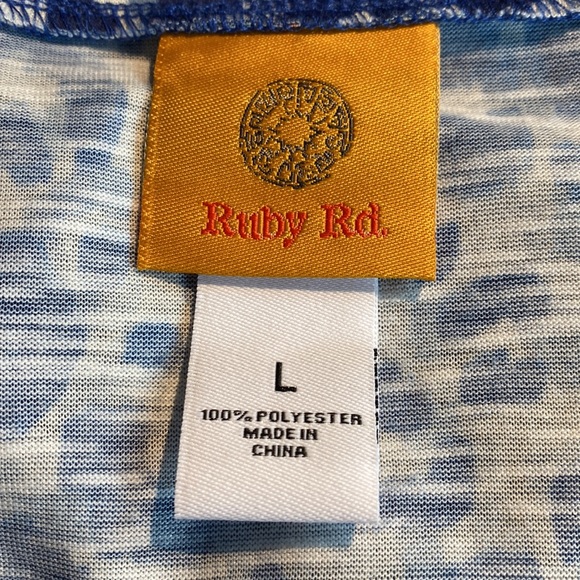 Ruby Rd.
L
100% POLYESTER
MADE IN
CHINA